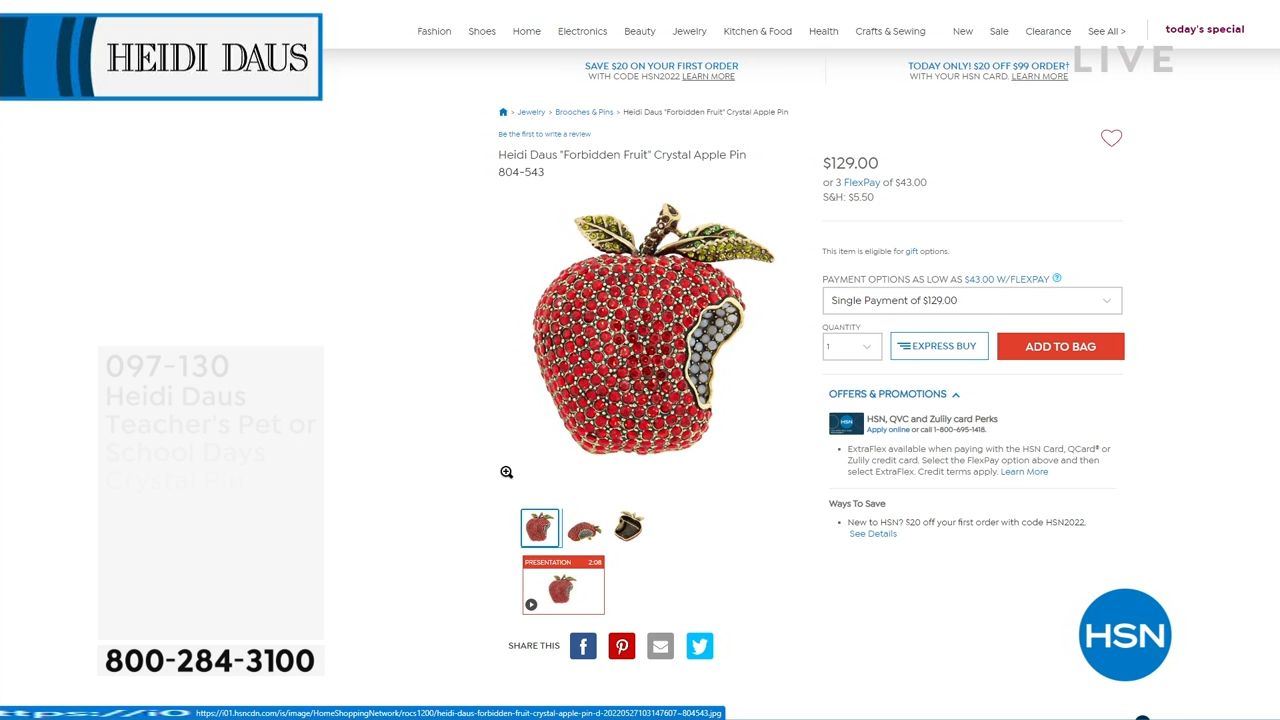 HEIDI DAUS
Fashion Shoes Home Electronics Beauty Jewelry Kitchen & Food Health Crafts & Sewing New Sale Clearance See All > today's special
LIVE
SAVE $20 ON YOUR FIRST ORDER
WITH CODE HSN2022 LEARN MORE
TODAY ONLY! $20 OFF $99 ORDER†
WITH YOUR HSN CARD. LEARN MORE
> Jewelry > Brooches & Pins > Heidi Daus "Forbidden Fruit" Crystal Apple Pin
Be the first to write a review
Heidi Daus "Forbidden Fruit" Crystal Apple Pin
804-543
$129.00
or 3 FlexPay of $43.00
S&H: $5.50
This item is eligible for gift options.
PAYMENT OPTIONS AS LOW AS $43.00 W/FLEXPAY ?
Single Payment of $129.00
QUANTITY
1
EXPRESS BUY
ADD TO BAG
OFFERS & PROMOTIONS
HSN
HSN, QVC and Zulily card Perks
Apply online or call 1-800-695-1418.
• ExtraFlex available when paying with the HSN Card, QCard® or
Zulily credit card. Select the FlexPay option above and then
select ExtraFlex. Credit terms apply. Learn More
Ways To Save
• New to HSN? $20 off your first order with code HSN2022.
See Details
PRESENTATION 2:08
SHARE THIS
097-130
Heidi Daus
Teacher's Pet or
School Days
Crystal Pin
800-284-3100
HSN
https://i01.hsncdn.com/is/image/HomeShoppingNetwork/rocs1200/heidi-daus-forbidden-fruit-crystal-apple-pin-d-20220527103147607~804543.jpg